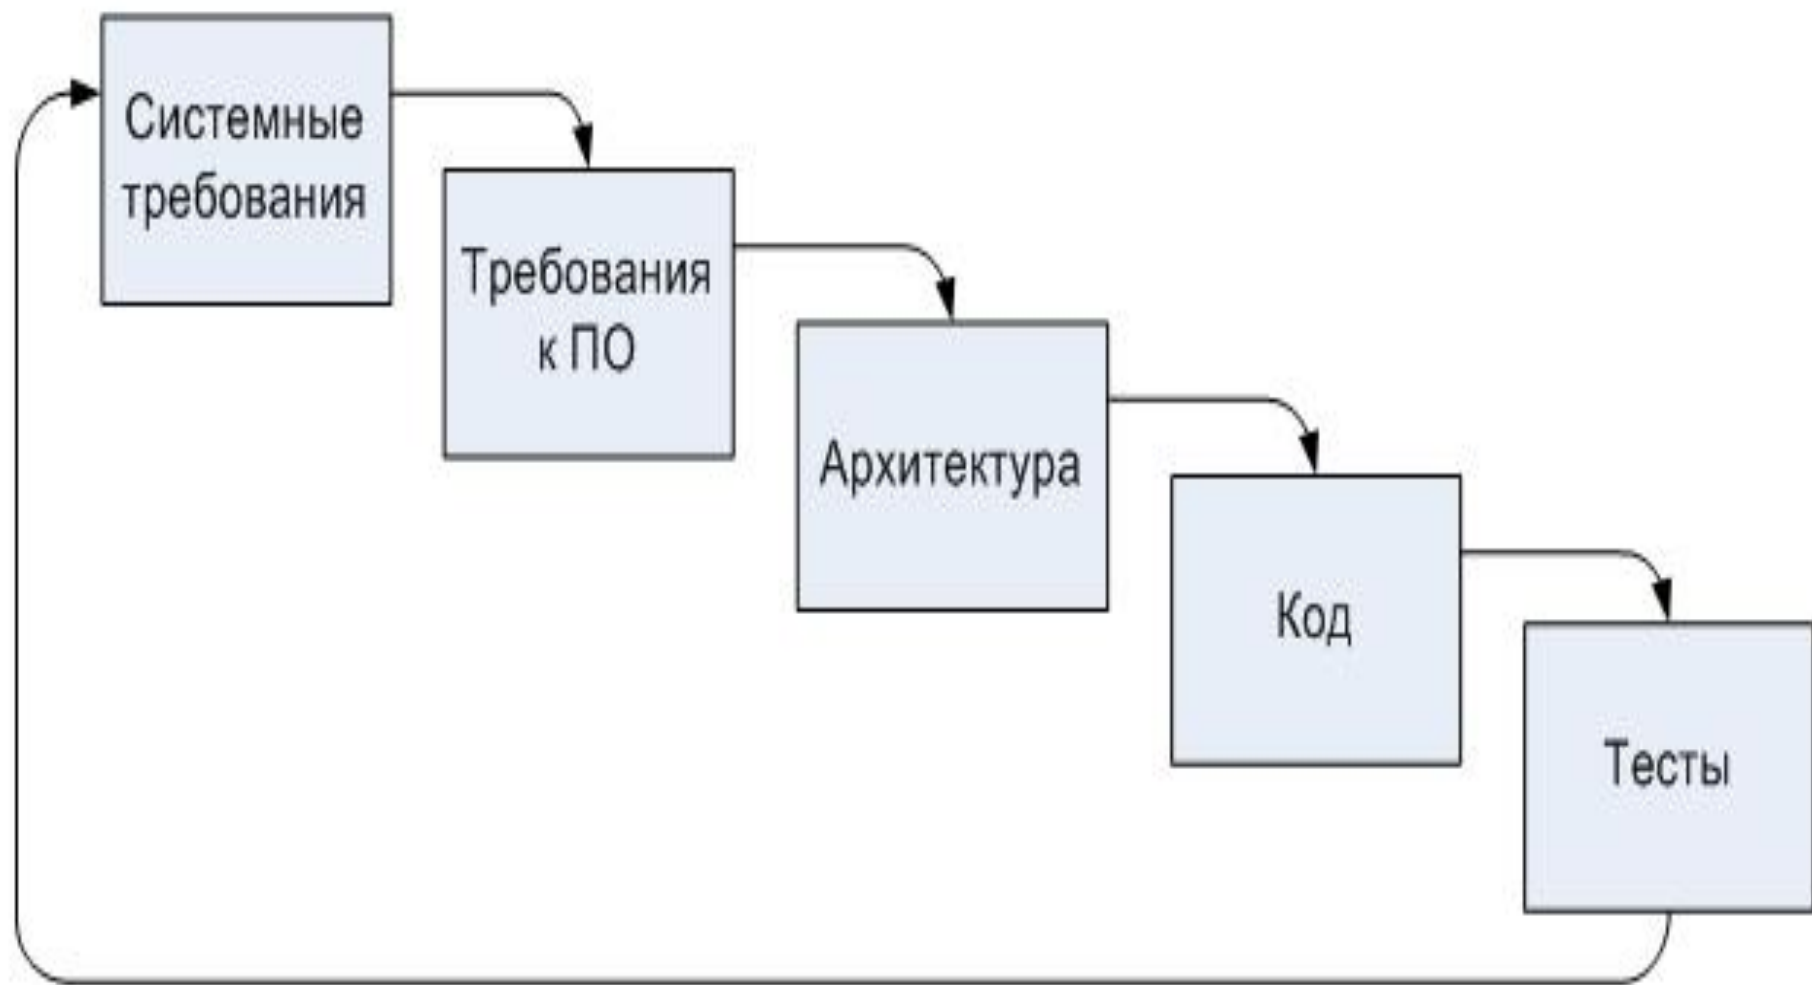 Системные
требования
Требования
к ПО
Архитектура
Код
Тесты